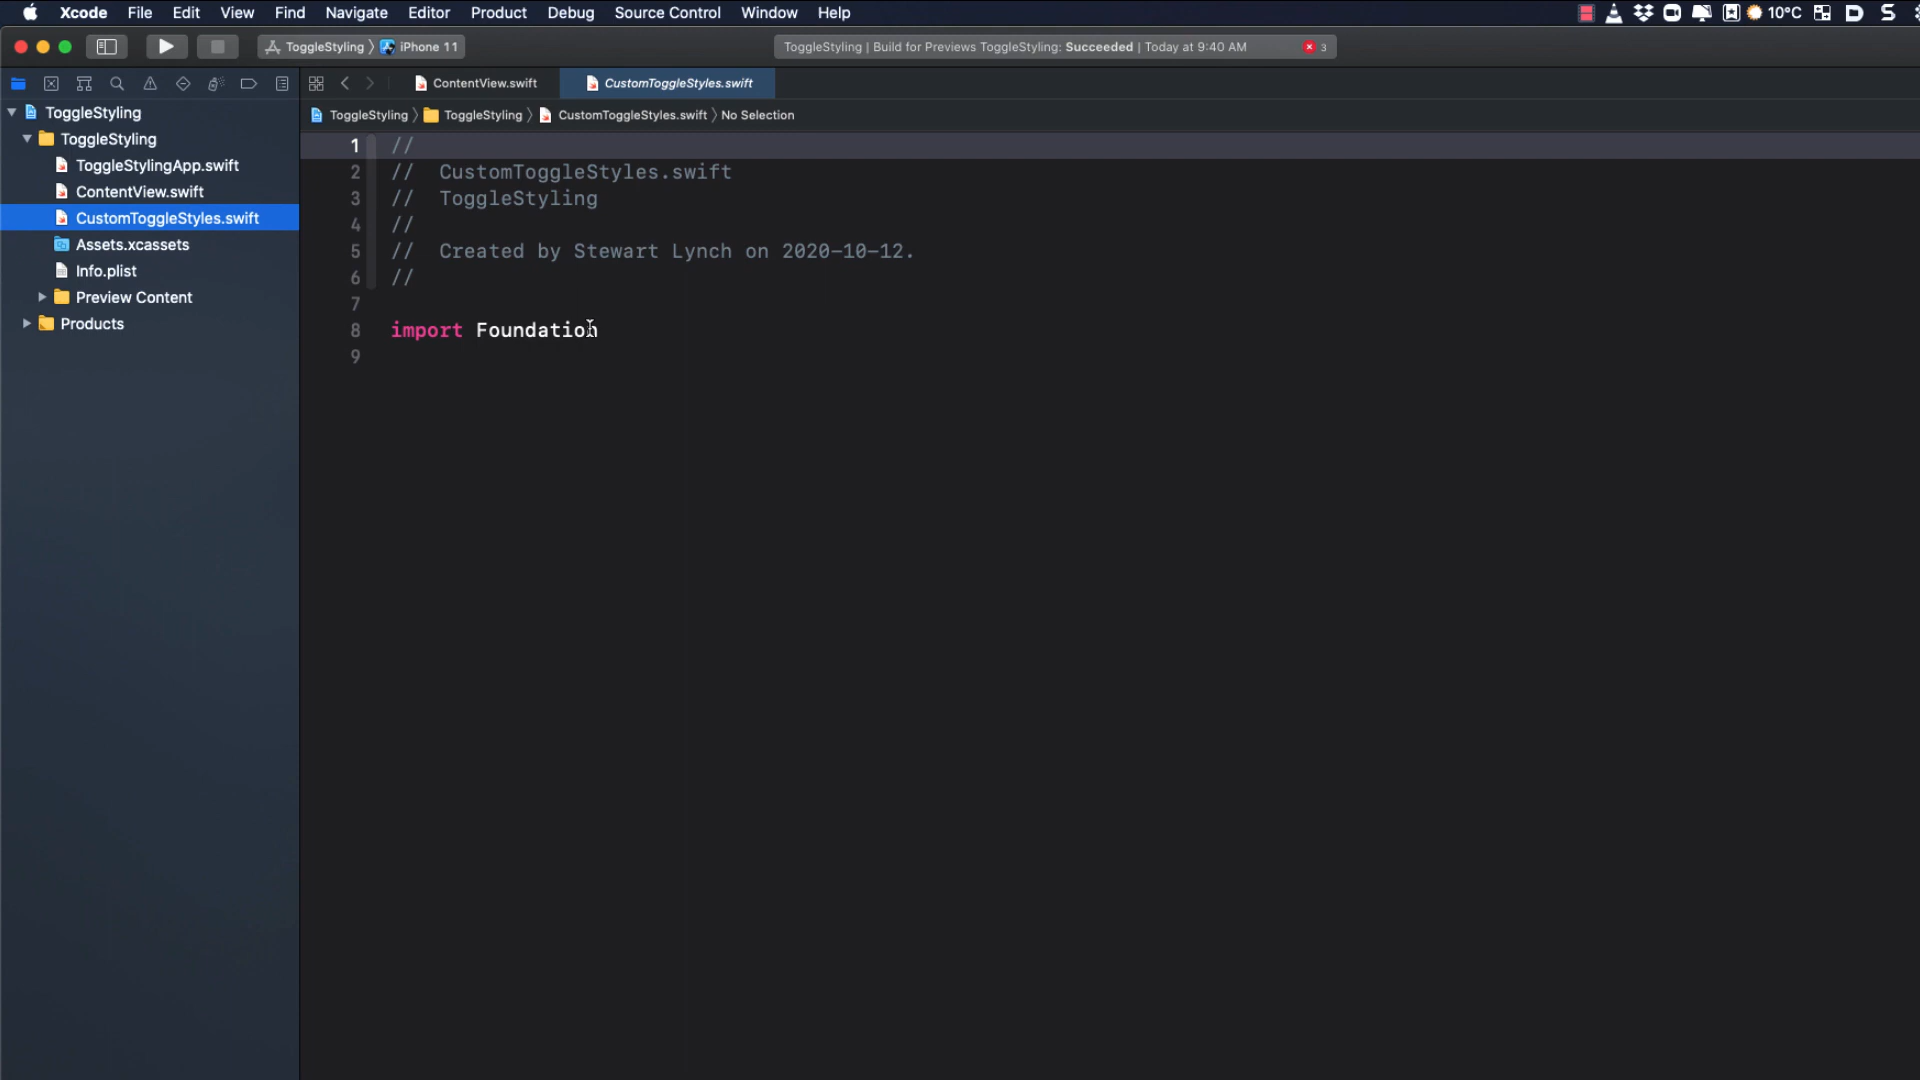 Xcode File Edit View Find Navigate Editor Product Debug Source Control Window Help 10°C
ToggleStyling iPhone 11 ToggleStyling | Build for Previews ToggleStyling: Succeeded | Today at 9:40 AM 3
ContentView.swift CustomToggleStyles.swift
ToggleStyling ToggleStyling CustomToggleStyles.swift No Selection
ToggleStyling
ToggleStyling
ToggleStylingApp.swift
ContentView.swift
CustomToggleStyles.swift
Assets.xcassets
Info.plist
Preview Content
Products
1 //
2 // CustomToggleStyles.swift
3 // ToggleStyling
4 //
5 // Created by Stewart Lynch on 2020-10-12.
6 //
7
8 import Foundation
9